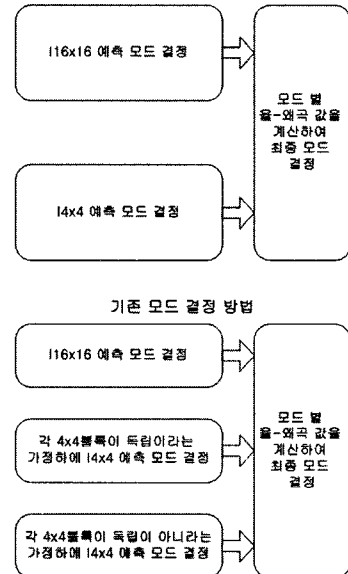 I16x16 예측 모드 결정
모드 별
율-왜곡 값을
계산하여
최종 모드
결정
I4x4 예측 모드 결정
기존 모드 결정 방법
I16x16 예측 모드 결정
각 4x4블록이 독립이라는
가정하에 I4x4 예측 모드 결정
모드 별
율-왜곡 값을
계산하여
최종 모드
결정
각 4x4블록이 독립이 아니라는
가정하에 I4x4 예측 모드 결정